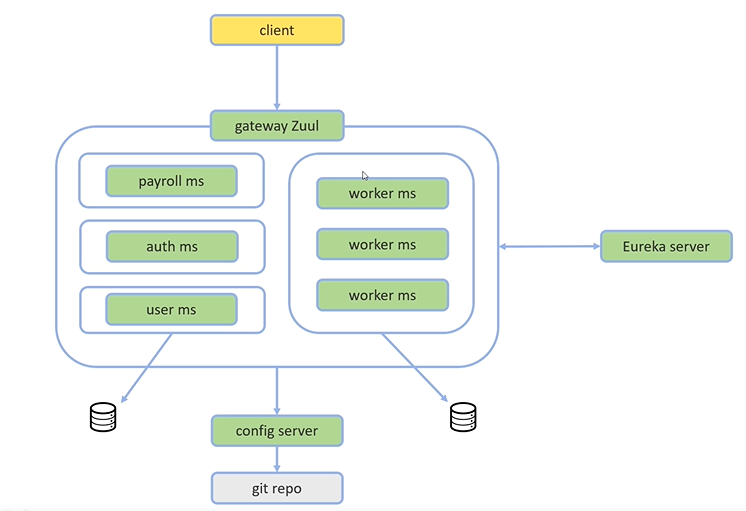 client
gateway Zuul
payroll ms
auth ms
user ms
worker ms
worker ms
worker ms
Eureka server
config server
git repo